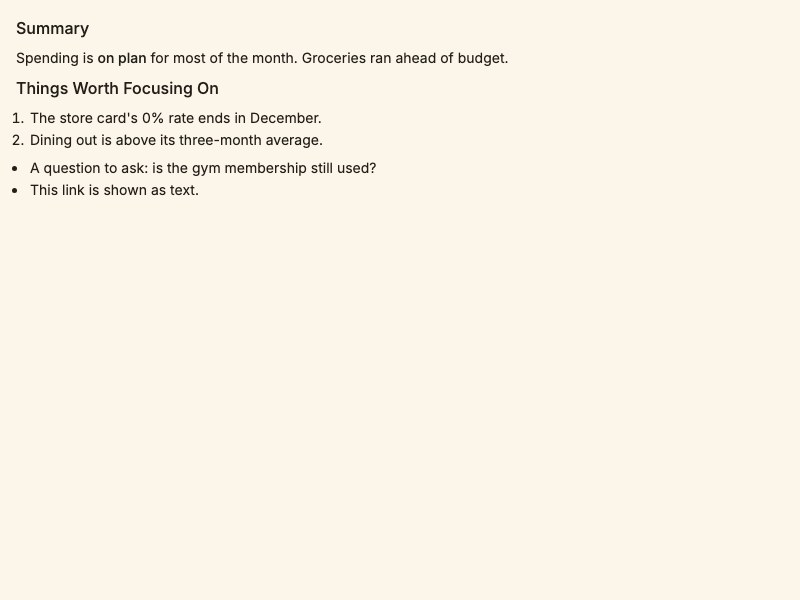 Summary
Spending is on plan for most of the month. Groceries ran ahead of budget.
Things Worth Focusing On
1. The store card's 0% rate ends in December.
2. Dining out is above its three-month average.
• A question to ask: is the gym membership still used?
• This link is shown as text.